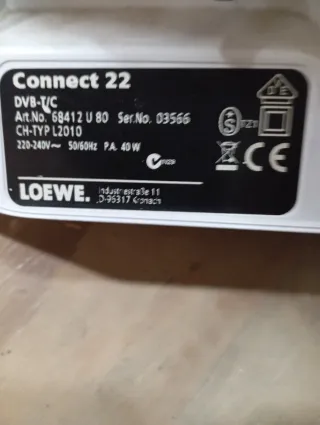 Connect 22
DVB-T/C
Art.No. 68412 U 80 Ser.No. 03566
CH-TYP L2010
220-240V~ 50/60Hz P.A. 40 W
LOEWE.
Industriestraße 11
D-96317 Kronach